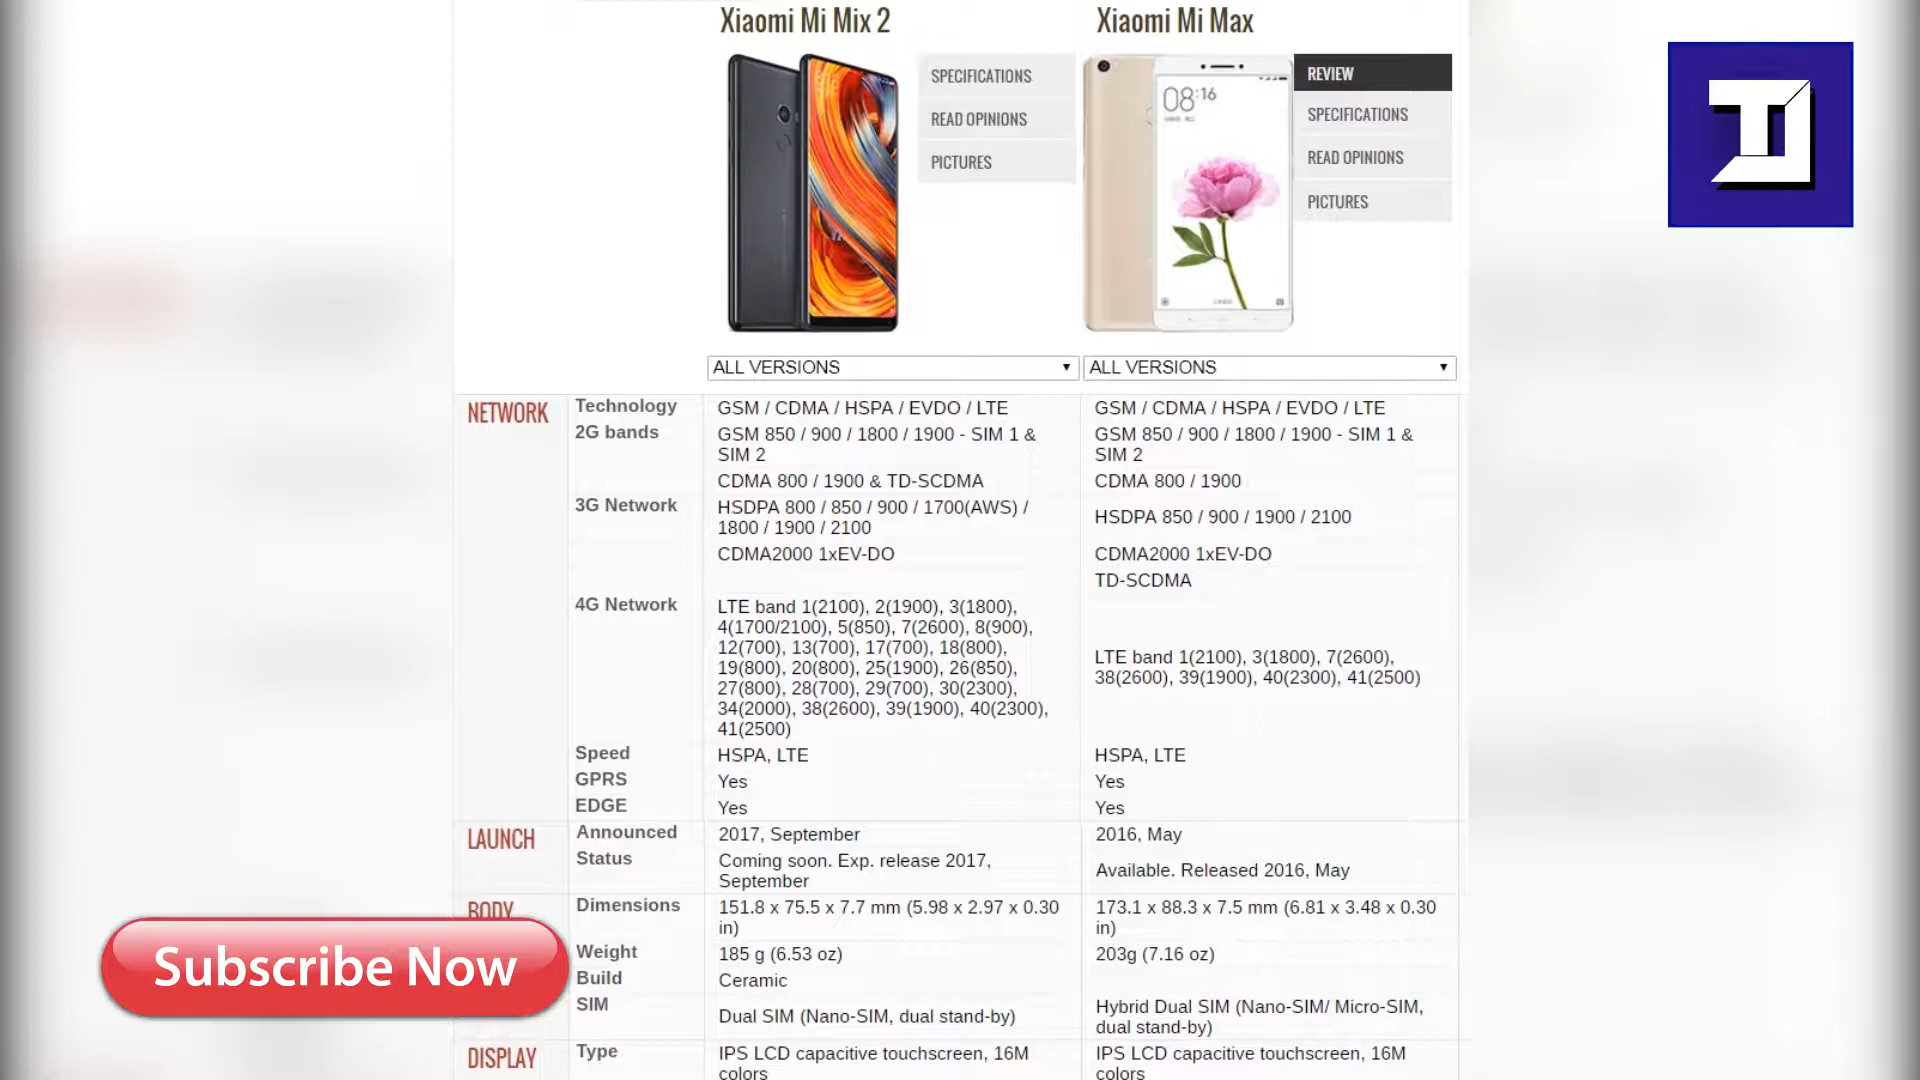 Xiaomi Mi Mix 2
Xiaomi Mi Max
SPECIFICATIONS
READ OPINIONS
PICTURES
REVIEW
SPECIFICATIONS
READ OPINIONS
PICTURES
08:16
TJ
ALL VERSIONS
ALL VERSIONS
NETWORK
Technology
GSM / CDMA / HSPA / EVDO / LTE
GSM / CDMA / HSPA / EVDO / LTE
2G bands
GSM 850 / 900 / 1800 / 1900 - SIM 1 &
SIM 2
GSM 850 / 900 / 1800 / 1900 - SIM 1 &
SIM 2
CDMA 800 / 1900 & TD-SCDMA
CDMA 800 / 1900
3G Network
HSDPA 800 / 850 / 900 / 1700(AWS) /
1800 / 1900 / 2100
HSDPA 850 / 900 / 1900 / 2100
CDMA2000 1xEV-DO
CDMA2000 1xEV-DO
TD-SCDMA
4G Network
LTE band 1(2100), 2(1900), 3(1800),
4(1700/2100), 5(850), 7(2600), 8(900),
12(700), 13(700), 17(700), 18(800),
19(800), 20(800), 25(1900), 26(850),
27(800), 28(700), 29(700), 30(2300),
34(2000), 38(2600), 39(1900), 40(2300),
41(2500)
LTE band 1(2100), 3(1800), 7(2600),
38(2600), 39(1900), 40(2300), 41(2500)
Speed
HSPA, LTE
HSPA, LTE
GPRS
Yes
Yes
EDGE
Yes
Yes
LAUNCH
Announced
2017, September
2016, May
Status
Coming soon. Exp. release 2017,
September
Available. Released 2016, May
BODY
Dimensions
151.8 x 75.5 x 7.7 mm (5.98 x 2.97 x 0.30
in)
173.1 x 88.3 x 7.5 mm (6.81 x 3.48 x 0.30
in)
Weight
185 g (6.53 oz)
203g (7.16 oz)
Build
Ceramic
SIM
Dual SIM (Nano-SIM, dual stand-by)
Hybrid Dual SIM (Nano-SIM/ Micro-SIM,
dual stand-by)
Subscribe Now
DISPLAY
Type
IPS LCD capacitive touchscreen, 16M
colors
IPS LCD capacitive touchscreen, 16M
colors